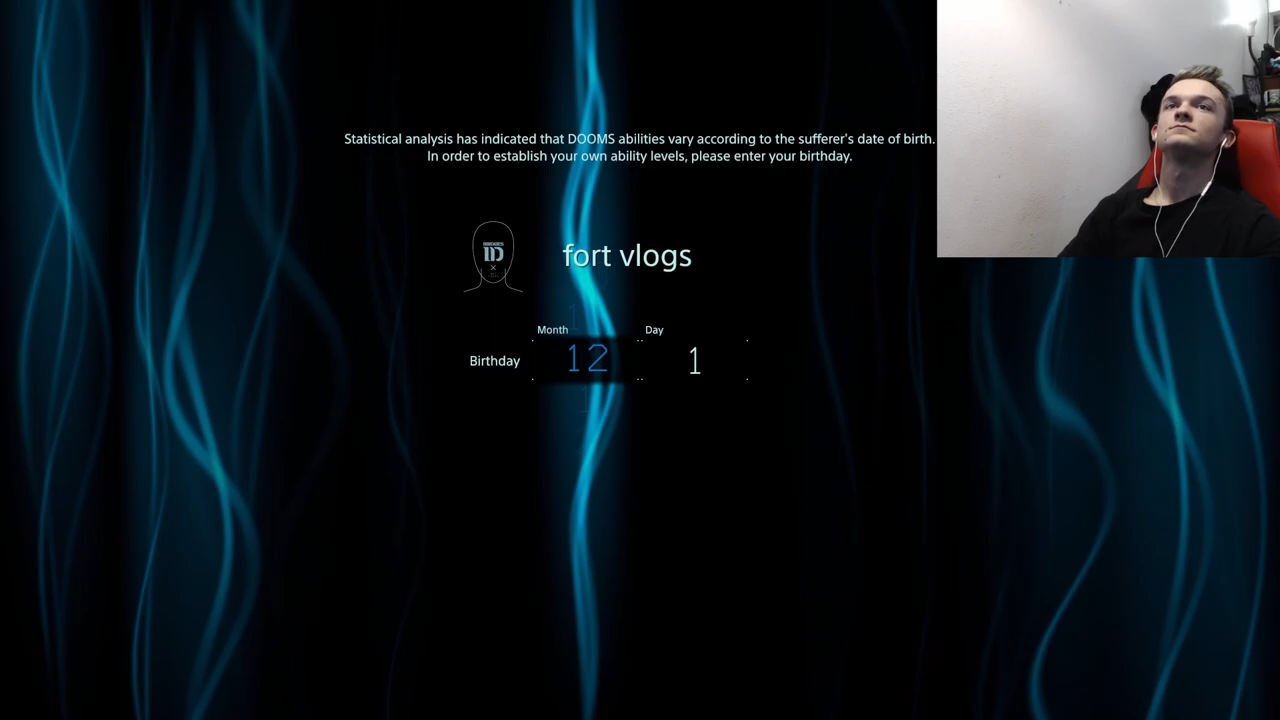 Statistical analysis has indicated that DOOMS abilities vary according to the sufferer's date of birth.
In order to establish your own ability levels, please enter your birthday.
BRIDGES
fort vlogs
Month Day
Birthday 12 1